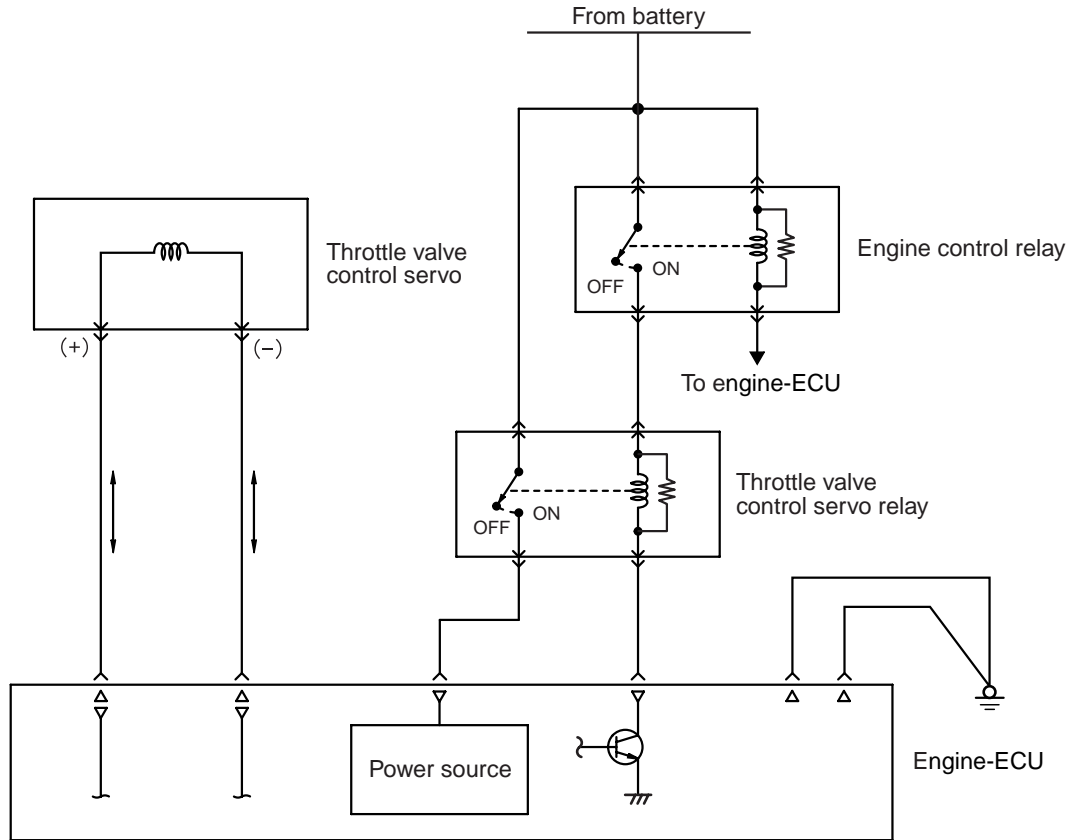 From battery
Throttle valve
control servo
OFF
ON
Engine control relay
(+)
(-)
To engine-ECU
OFF
ON
Throttle valve
control servo relay
Power source
Engine-ECU